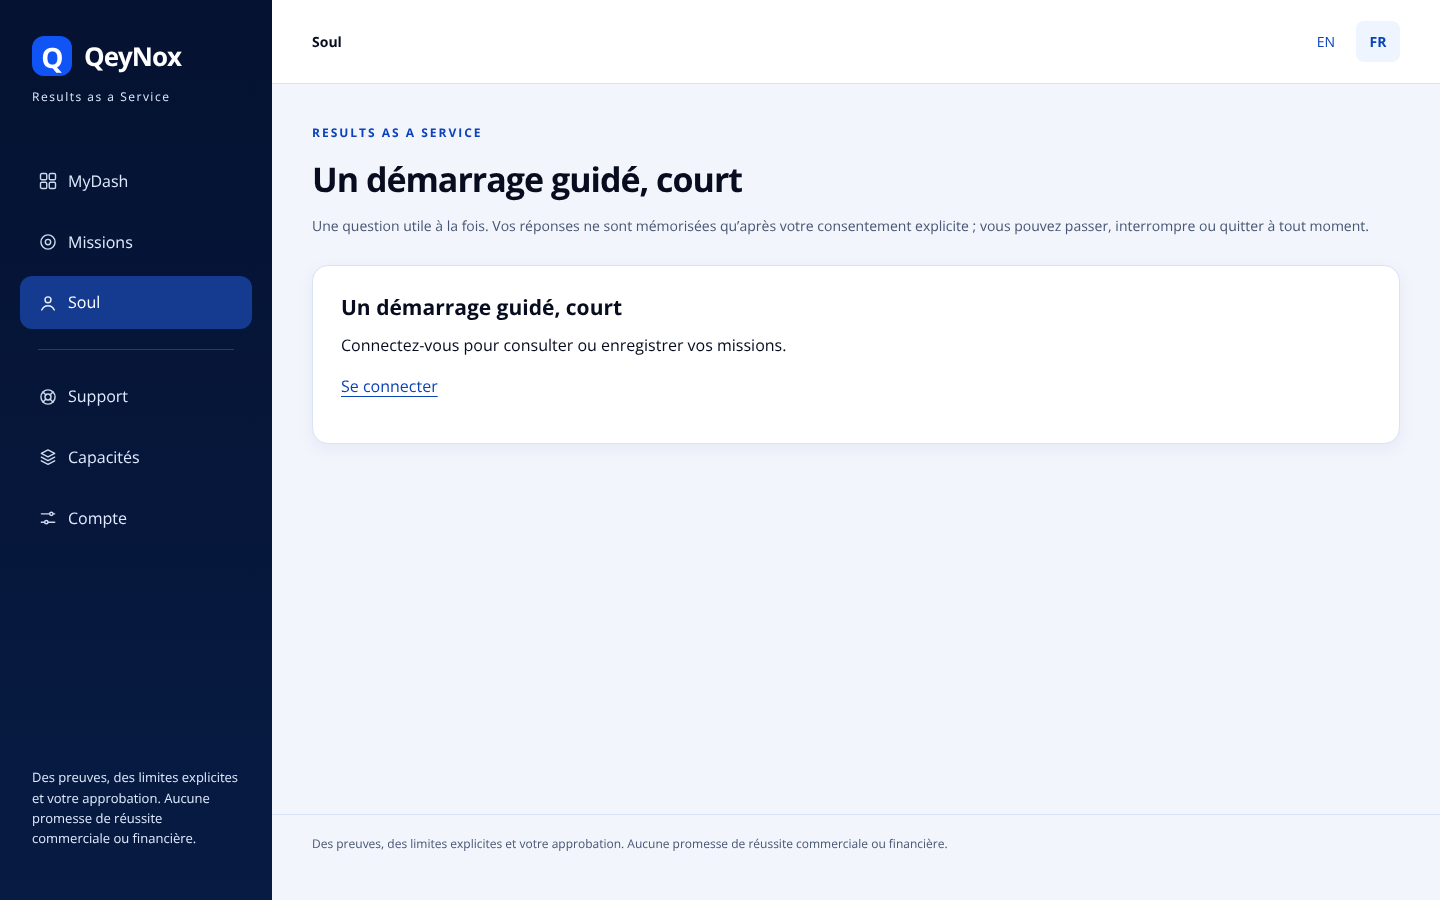 Q QeyNox
Results as a Service
MyDash
Missions
Soul
Support
Capacités
Compte
Des preuves, des limites explicites
et votre approbation. Aucune
promesse de réussite
commerciale ou financière.
Soul
EN
FR
RESULTS AS A SERVICE
Un démarrage guidé, court
Une question utile à la fois. Vos réponses ne sont mémorisées qu’après votre consentement explicite ; vous pouvez passer, interrompre ou quitter à tout moment.
Un démarrage guidé, court
Connectez-vous pour consulter ou enregistrer vos missions.
Se connecter
Des preuves, des limites explicites et votre approbation. Aucune promesse de réussite commerciale ou financière.